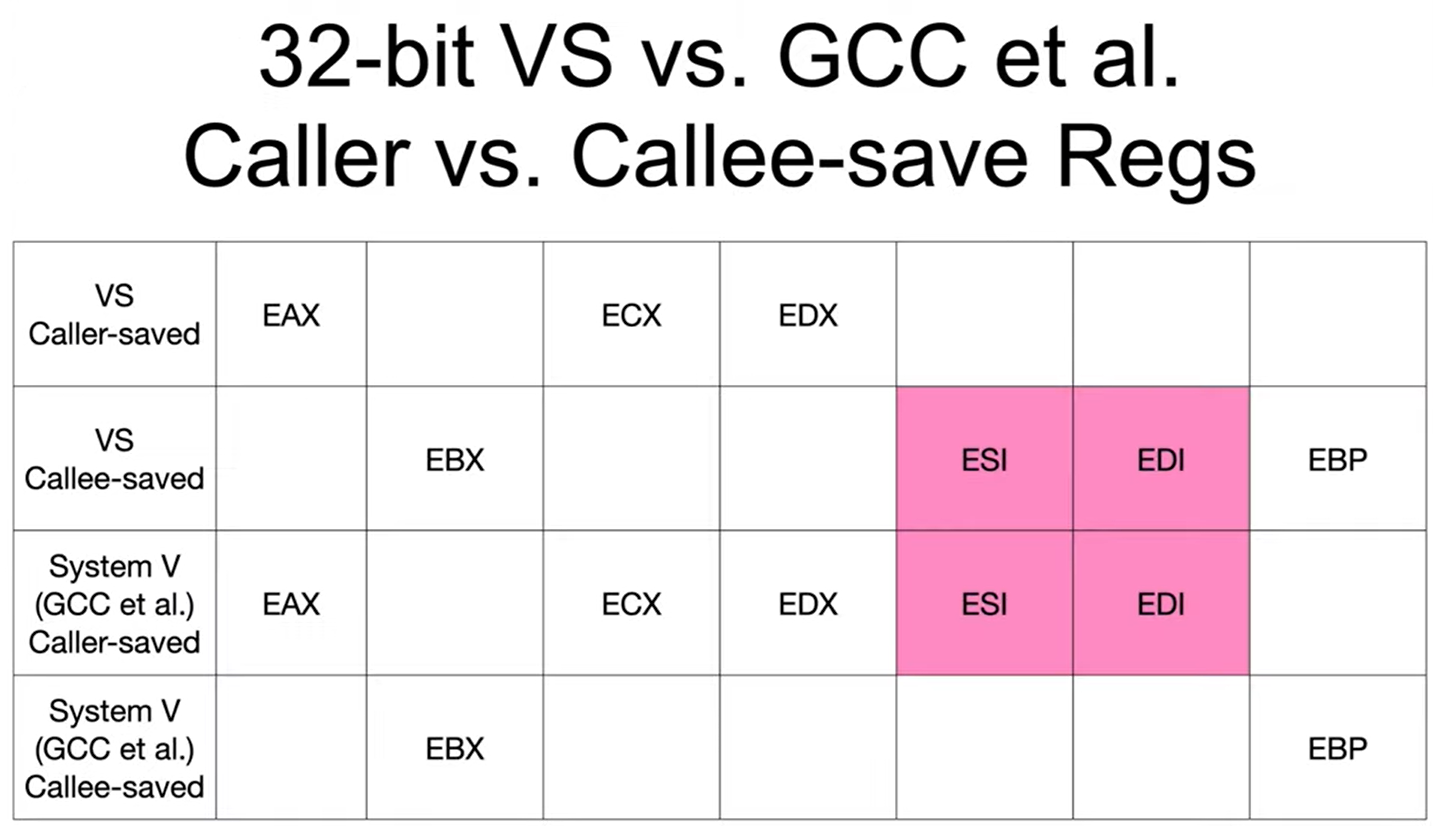 32-bit VS vs. GCC et al.
Caller vs. Callee-save Regs
VS
Caller-saved
EAX
ECX
EDX
VS
Callee-saved
EBX
ESI
EDI
EBP
System V
(GCC et al.)
Caller-saved
EAX
ECX
EDX
ESI
EDI
System V
(GCC et al.)
Callee-saved
EBX
EBP